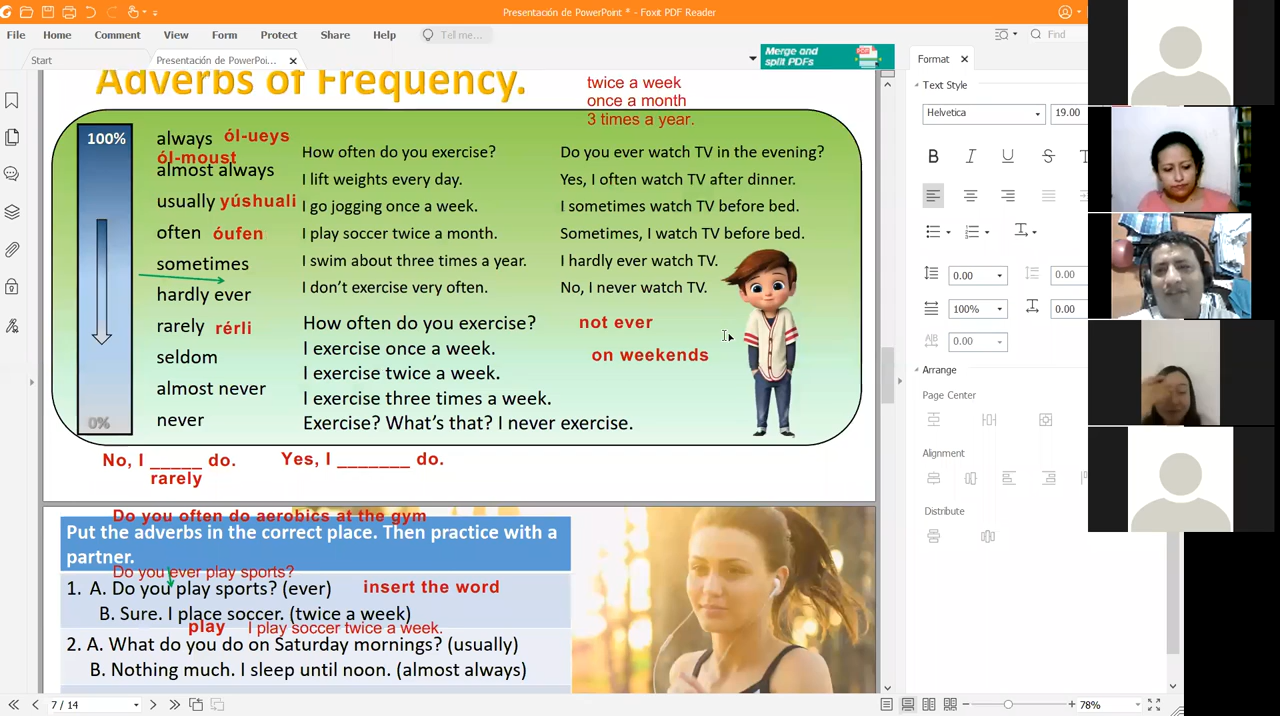 Presentación de PowerPoint * - Foxit PDF Reader
File Home Comment View Form Protect Share Help Tell me... Find
Start Presentación de PowerPoi... Merge and split PDFs Format
Adverbs of Frequency.
twice a week
once a month
3 times a year.
100%
always ól-ueys
ól-moust
almost always
usually yúshuali
often óufen
sometimes
hardly ever
rarely rérli
seldom
almost never
never
0%
How often do you exercise?
I lift weights every day.
I go jogging once a week.
I play soccer twice a month.
I swim about three times a year.
I don't exercise very often.
How often do you exercise?
I exercise once a week.
I exercise twice a week.
I exercise three times a week.
Exercise? What's that? I never exercise.
Do you ever watch TV in the evening?
Yes, I often watch TV after dinner.
I sometimes watch TV before bed.
Sometimes, I watch TV before bed.
I hardly ever watch TV.
No, I never watch TV.
not ever
on weekends
No, I _____ do. Yes, I _______ do.
rarely
Do you often do aerobics at the gym
Put the adverbs in the correct place. Then practice with a
partner.
Do you ever play sports?
1. A. Do you play sports? (ever) insert the word
B. Sure. I place soccer. (twice a week)
play I play soccer twice a week.
2. A. What do you do on Saturday mornings? (usually)
B. Nothing much. I sleep until noon. (almost always)
Text Style
Helvetica 19.00
B I U S T
0.00 0.00
100% 0.00
0.00
Arrange
Page Center
Alignment
Distribute
7 / 14 78%